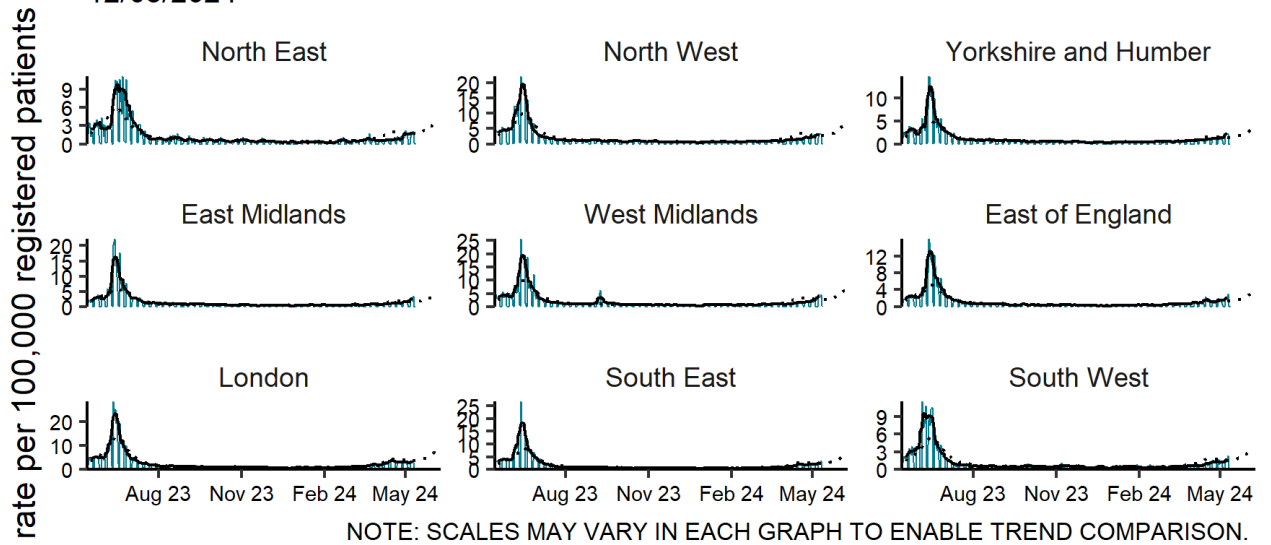 North East North West Yorkshire and Humber
9 20 10
6 15 5
3 10 0
0 5
0
East Midlands West Midlands East of England
20 25 12
15 20 8
10 15 4
5 10 0
0 5
0
London South East South West
20 25 9
10 20 6
0 15 3
10 0
5
0
Aug 23 Nov 23 Feb 24 May 24 Aug 23 Nov 23 Feb 24 May 24 Aug 23 Nov 23 Feb 24 May 24
rate per 100,000 registered patients
NOTE: SCALES MAY VARY IN EACH GRAPH TO ENABLE TREND COMPARISON.